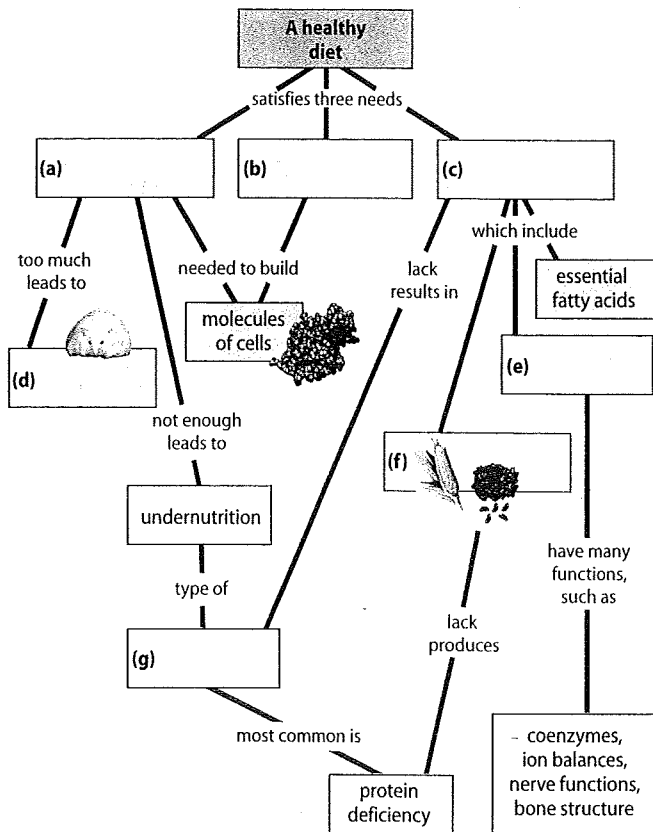 A healthy
diet
satisfies three needs
(a)
(b)
(c)
too much
leads to
needed to build
lack
results in
which include
essential
fatty acids
molecules
of cells
(d)
(e)
not enough
leads to
(f)
undernutrition
type of
have many
functions,
such as
lack
produces
(g)
most common is
protein
deficiency
coenzymes,
ion balances,
nerve functions,
bone structure